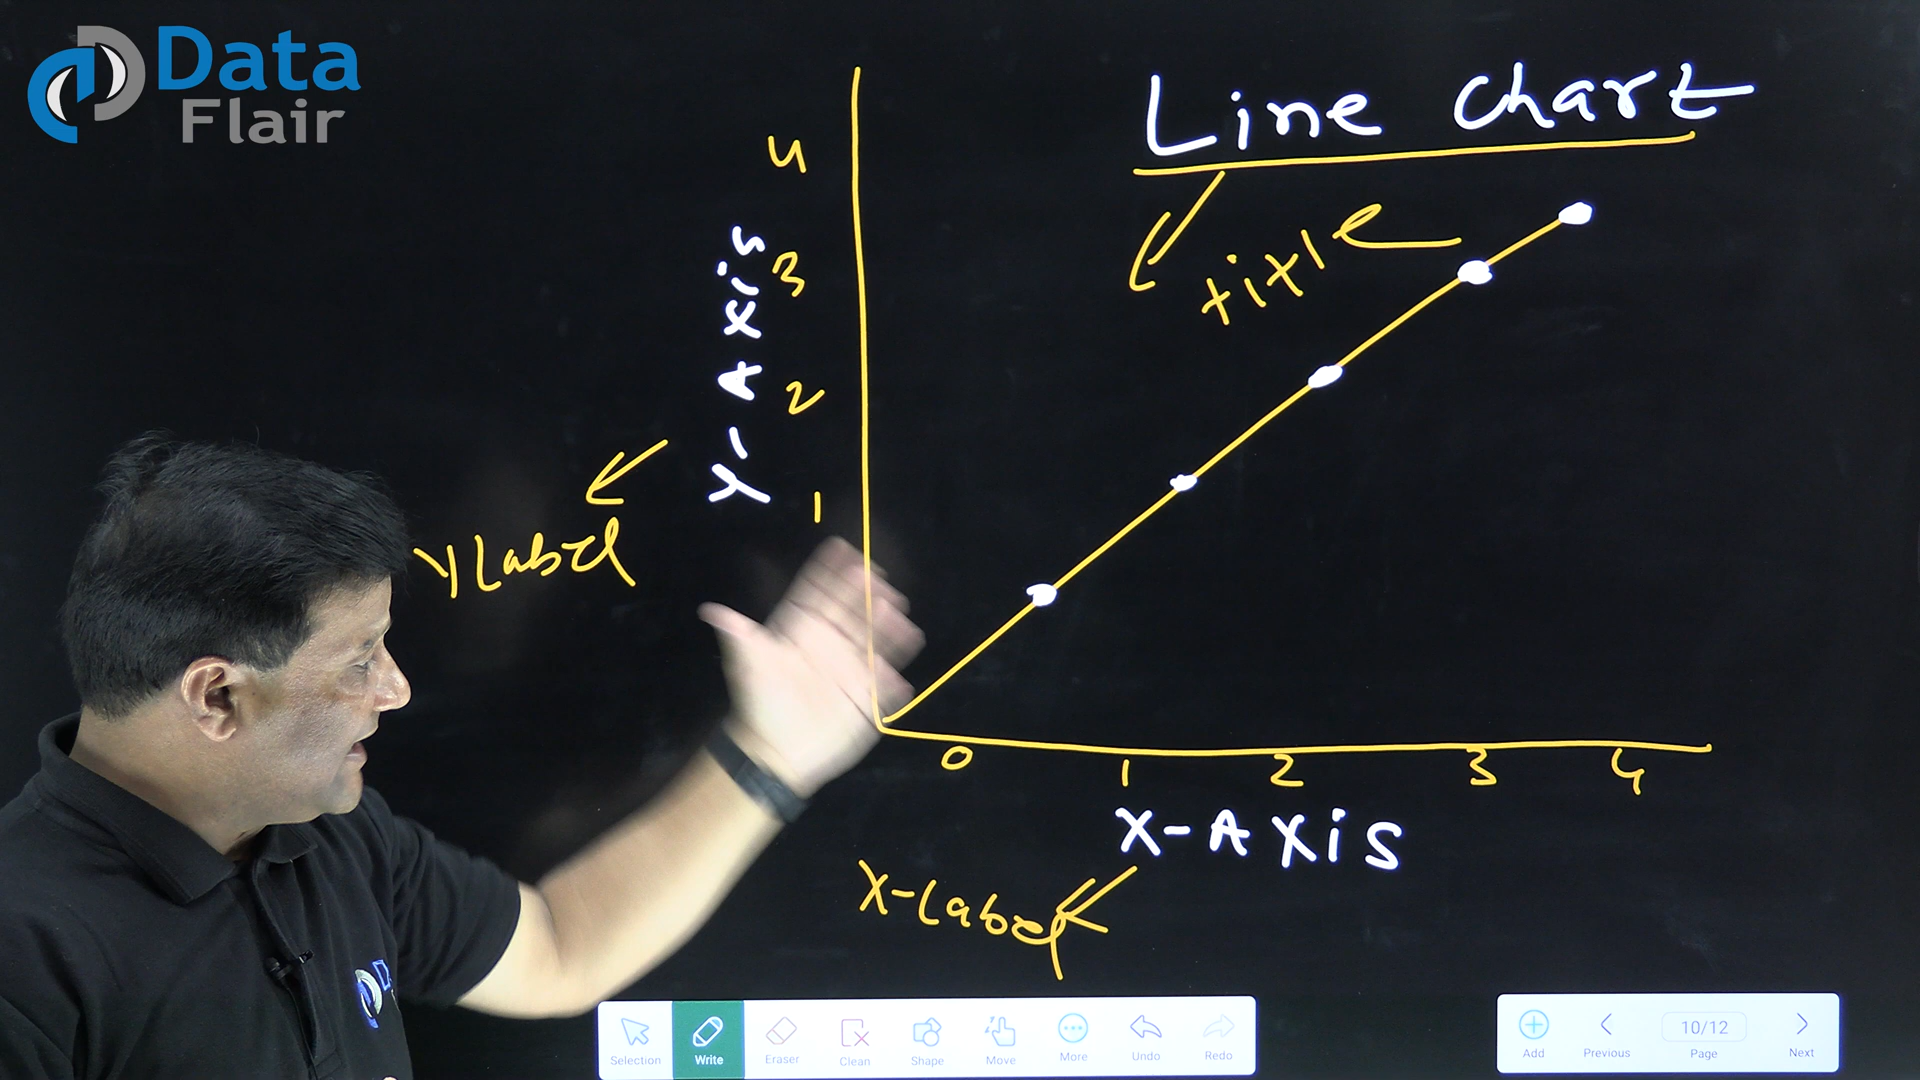 Data
Flair
Line chart
title
4
3
2
1
Y-AXis
YLabel
0 1 2 3 4
X-AXiS
X-Label
Selection Write Eraser Clean Shape Move More Undo Redo
Add Previous 10/12 Page Next